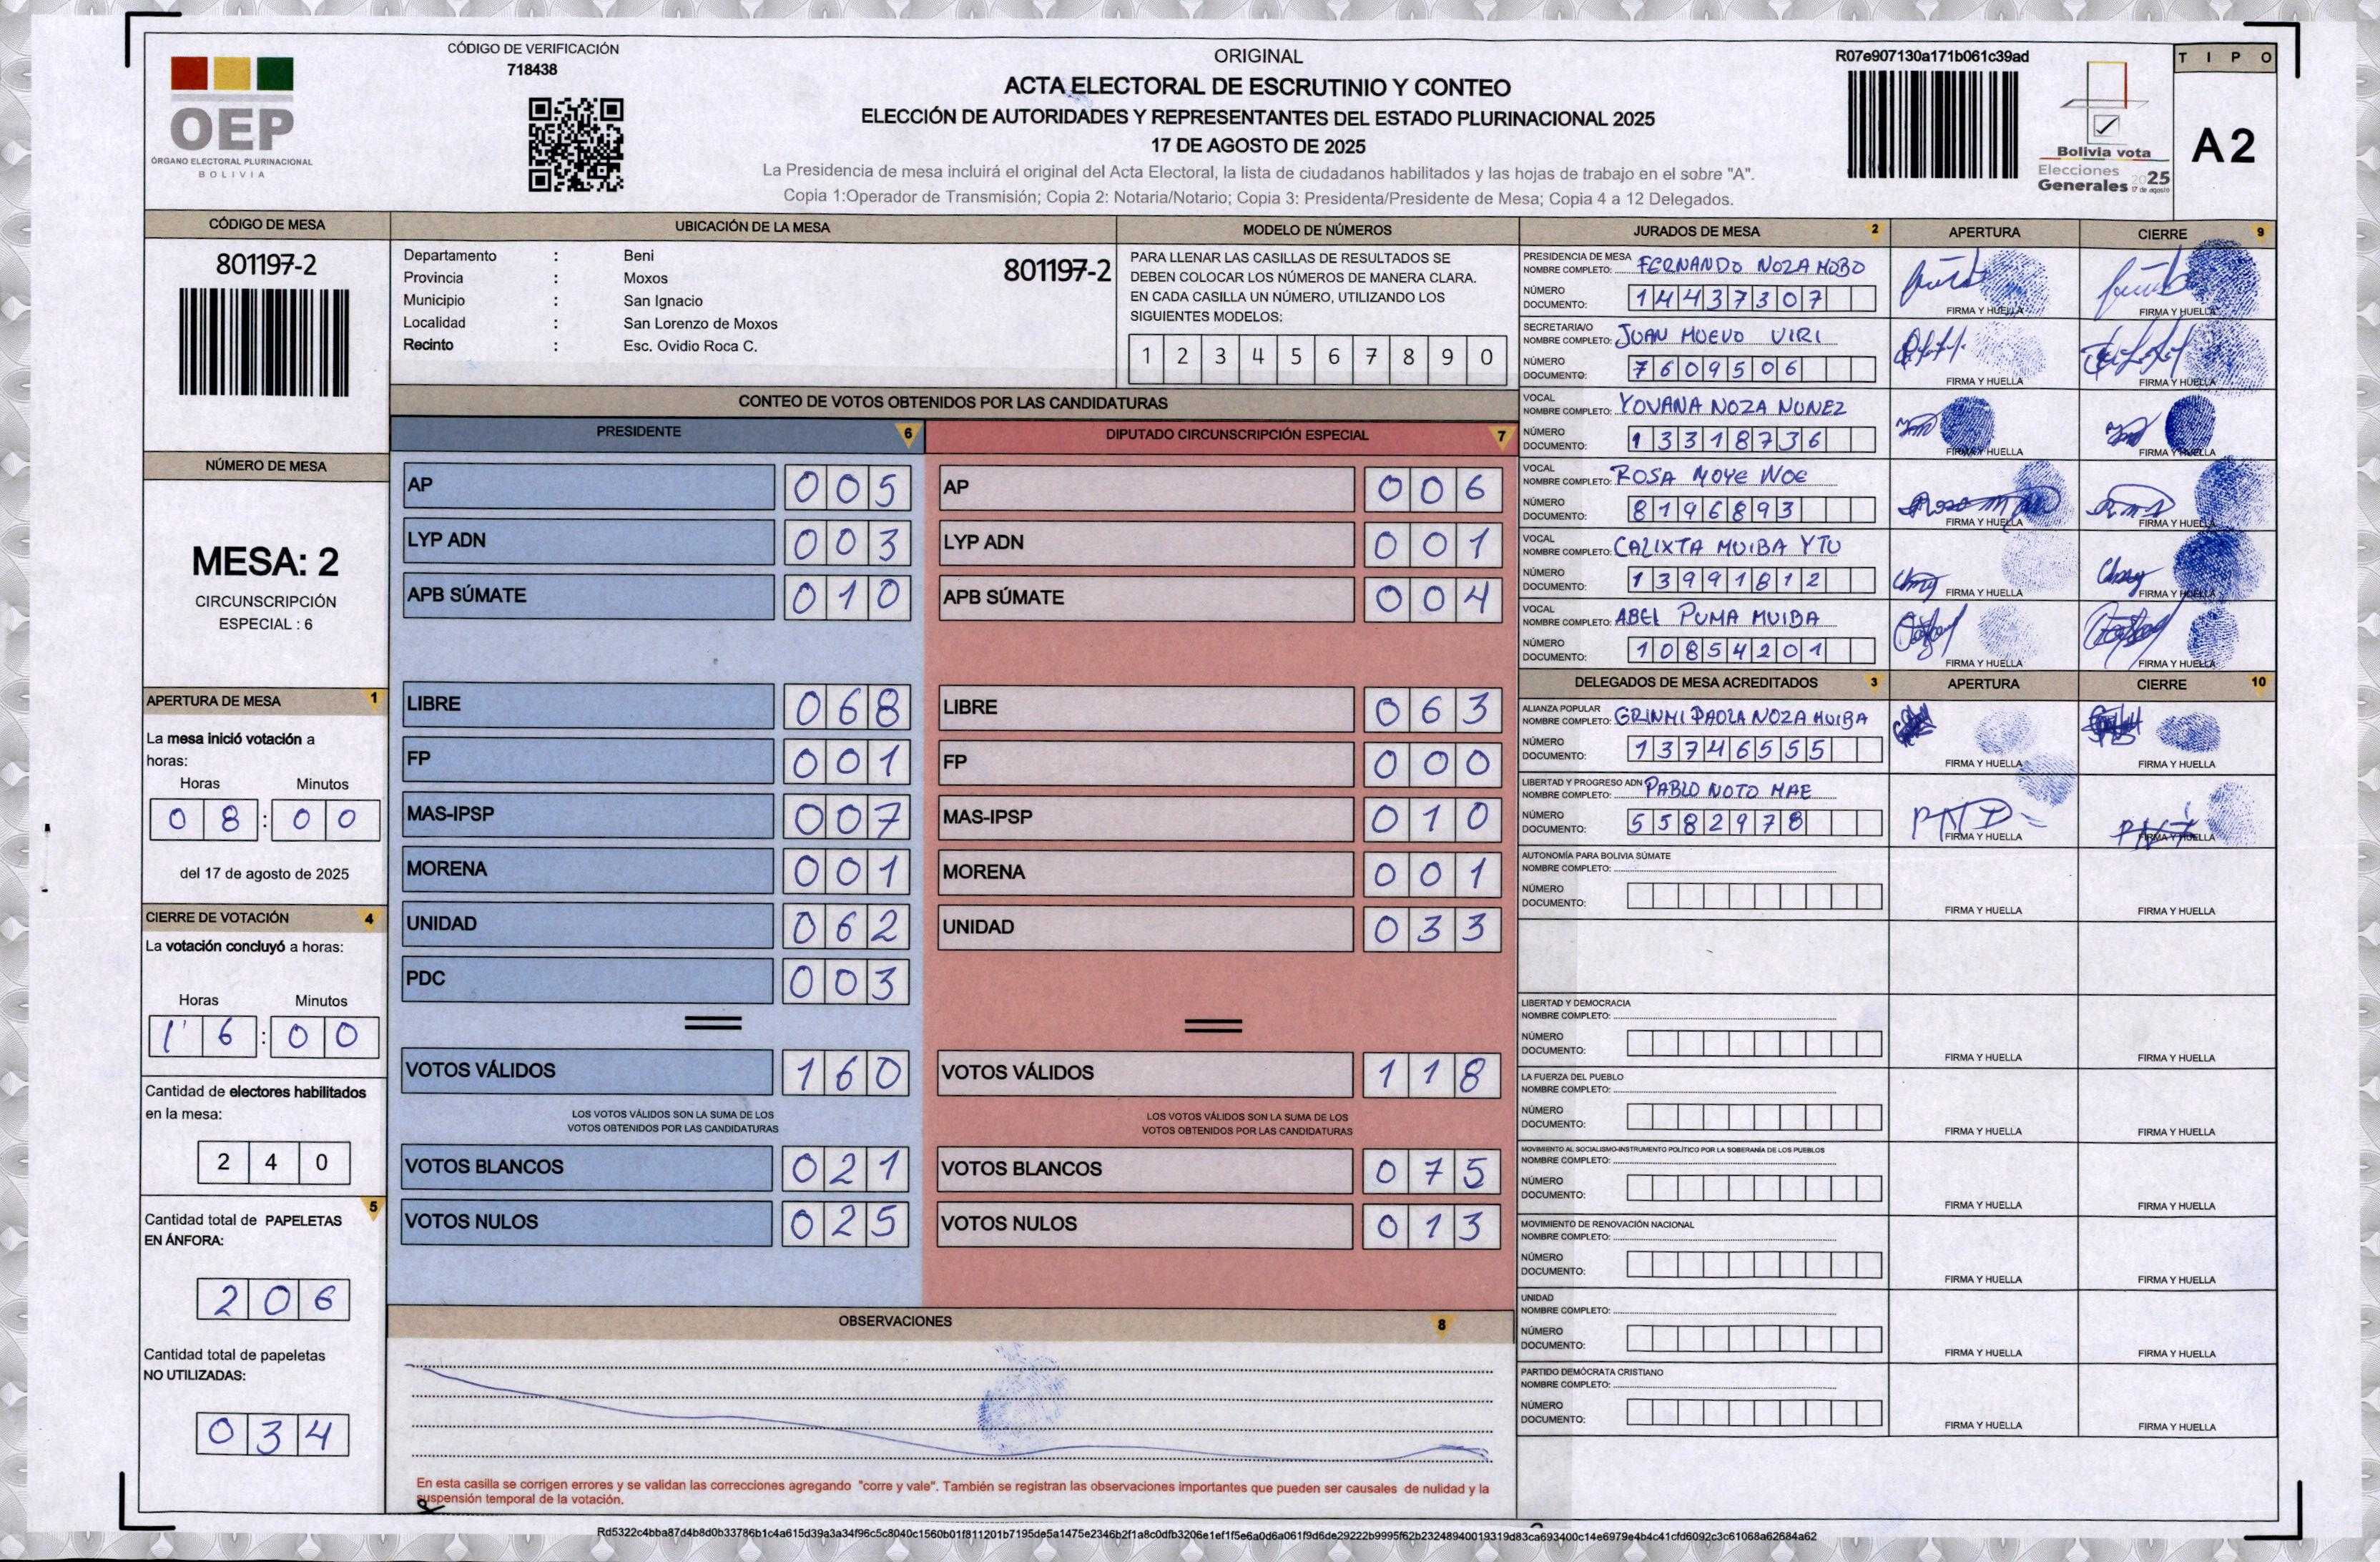 CÓDIGO DE VERIFICACIÓN
718438
OEP
ÓRGANO ELECTORAL PLURINACIONAL
BOLIVIA
ORIGINAL
ACTA ELECTORAL DE ESCRUTINIO Y CONTEO
ELECCIÓN DE AUTORIDADES Y REPRESENTANTES DEL ESTADO PLURINACIONAL 2025
17 DE AGOSTO DE 2025
La Presidencia de mesa incluirá el original del Acta Electoral, la lista de ciudadanos habilitados y las hojas de trabajo en el sobre "A".
Copia 1:Operador de Transmisión; Copia 2: Notaria/Notario; Copia 3: Presidenta/Presidente de Mesa; Copia 4 a 12 Delegados.
R07e907130a171b061c39ad
Bolivia vota
Elecciones
Generales 2025
17 de agosto
TIPO
A2
CÓDIGO DE MESA
801197-2
NÚMERO DE MESA
MESA: 2
CIRCUNSCRIPCIÓN
ESPECIAL : 6
APERTURA DE MESA 1
La mesa inició votación a
horas:
Horas Minutos
08:00
del 17 de agosto de 2025
CIERRE DE VOTACIÓN 4
La votación concluyó a horas:
Horas Minutos
16:00
Cantidad de electores habilitados
en la mesa:
240
5
Cantidad total de PAPELETAS
EN ÁNFORA:
206
Cantidad total de papeletas
NO UTILIZADAS:
034
UBICACIÓN DE LA MESA
Departamento : Beni
801197-2
Provincia : Moxos
Municipio : San Ignacio
Localidad : San Lorenzo de Moxos
Recinto : Esc. Ovidio Roca C.
MODELO DE NÚMEROS
PARA LLENAR LAS CASILLAS DE RESULTADOS SE
DEBEN COLOCAR LOS NÚMEROS DE MANERA CLARA.
EN CADA CASILLA UN NÚMERO, UTILIZANDO LOS
SIGUIENTES MODELOS:
1 2 3 4 5 6 7 8 9 0
CONTEO DE VOTOS OBTENIDOS POR LAS CANDIDATURAS
PRESIDENTE 6
AP 005
LYP ADN 003
APB SÚMATE 010
LIBRE 068
FP 001
MAS-IPSP 007
MORENA 001
UNIDAD 062
PDC 003
VOTOS VÁLIDOS 160
LOS VOTOS VÁLIDOS SON LA SUMA DE LOS
VOTOS OBTENIDOS POR LAS CANDIDATURAS
VOTOS BLANCOS 021
VOTOS NULOS 025
DIPUTADO CIRCUNSCRIPCIÓN ESPECIAL 7
AP 006
LYP ADN 001
APB SÚMATE 004
LIBRE 063
FP 000
MAS-IPSP 010
MORENA 001
UNIDAD 033
VOTOS VÁLIDOS 118
LOS VOTOS VÁLIDOS SON LA SUMA DE LOS
VOTOS OBTENIDOS POR LAS CANDIDATURAS
VOTOS BLANCOS 075
VOTOS NULOS 013
OBSERVACIONES 8
En esta casilla se corrigen errores y se validan las correcciones agregando "corre y vale". También se registran las observaciones importantes que pueden ser causales de nulidad y la
suspensión temporal de la votación.
JURADOS DE MESA 2 APERTURA CIERRE 9
PRESIDENCIA DE MESA
NOMBRE COMPLETO: FERNANDO NOZA MOBO
NÚMERO
DOCUMENTO: 14437307
FIRMA Y HUELLA FIRMA Y HUELLA
SECRETARIA/O
NOMBRE COMPLETO: JUAN MUEVO VIRI
NÚMERO
DOCUMENTO: 7609506
FIRMA Y HUELLA FIRMA Y HUELLA
VOCAL
NOMBRE COMPLETO: YOVANA NOZA NUNEZ
NÚMERO
DOCUMENTO: 13318736
FIRMA Y HUELLA FIRMA Y HUELLA
VOCAL
NOMBRE COMPLETO: ROSA MOYE NOE
NÚMERO
DOCUMENTO: 8196893
FIRMA Y HUELLA FIRMA Y HUELLA
VOCAL
NOMBRE COMPLETO: CALIXTA MUIBA YTU
NÚMERO
DOCUMENTO: 13991812
FIRMA Y HUELLA FIRMA Y HUELLA
VOCAL
NOMBRE COMPLETO: ABEL PUMA MUIBA
NÚMERO
DOCUMENTO: 10854201
FIRMA Y HUELLA FIRMA Y HUELLA
DELEGADOS DE MESA ACREDITADOS 3 APERTURA CIERRE 10
ALIANZA POPULAR
NOMBRE COMPLETO: GRINMI PAOLA NOZA MUIBA
NÚMERO
DOCUMENTO: 13746555
FIRMA Y HUELLA FIRMA Y HUELLA
LIBERTAD Y PROGRESO ADN
NOMBRE COMPLETO: PABLO NOTO MAE
NÚMERO
DOCUMENTO: 5582978
FIRMA Y HUELLA FIRMA Y HUELLA
AUTONOMÍA PARA BOLIVIA SÚMATE
NOMBRE COMPLETO:
NÚMERO
DOCUMENTO:
FIRMA Y HUELLA FIRMA Y HUELLA
LIBERTAD Y DEMOCRACIA
NOMBRE COMPLETO:
NÚMERO
DOCUMENTO:
FIRMA Y HUELLA FIRMA Y HUELLA
LA FUERZA DEL PUEBLO
NOMBRE COMPLETO:
NÚMERO
DOCUMENTO:
FIRMA Y HUELLA FIRMA Y HUELLA
MOVIMIENTO AL SOCIALISMO-INSTRUMENTO POLÍTICO POR LA SOBERANÍA DE LOS PUEBLOS
NOMBRE COMPLETO:
NÚMERO
DOCUMENTO:
FIRMA Y HUELLA FIRMA Y HUELLA
MOVIMIENTO DE RENOVACIÓN NACIONAL
NOMBRE COMPLETO:
NÚMERO
DOCUMENTO:
FIRMA Y HUELLA FIRMA Y HUELLA
UNIDAD
NOMBRE COMPLETO:
NÚMERO
DOCUMENTO:
FIRMA Y HUELLA FIRMA Y HUELLA
PARTIDO DEMÓCRATA CRISTIANO
NOMBRE COMPLETO:
NÚMERO
DOCUMENTO:
FIRMA Y HUELLA FIRMA Y HUELLA